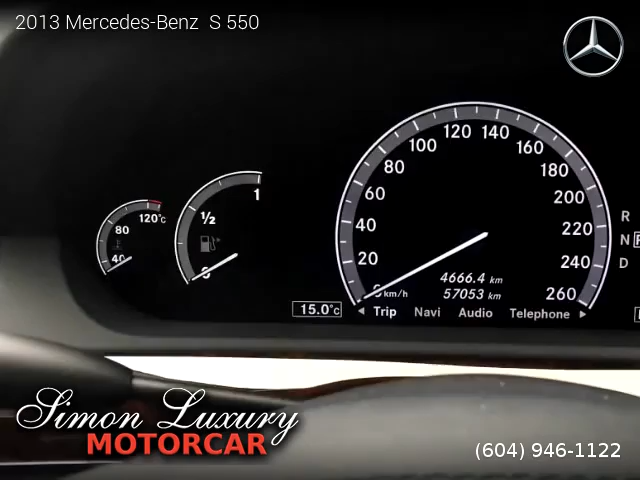 2013 Mercedes-Benz S 550
120°C
80
40
1
½
0
0
20
40
60
80
100
120
140
160
180
200
220
240
260
km/h
4666.4 km
57053 km
15.0°C
Trip Navi Audio Telephone
R
N P
D
Simon Luxury
MOTORCAR
(604) 946-1122